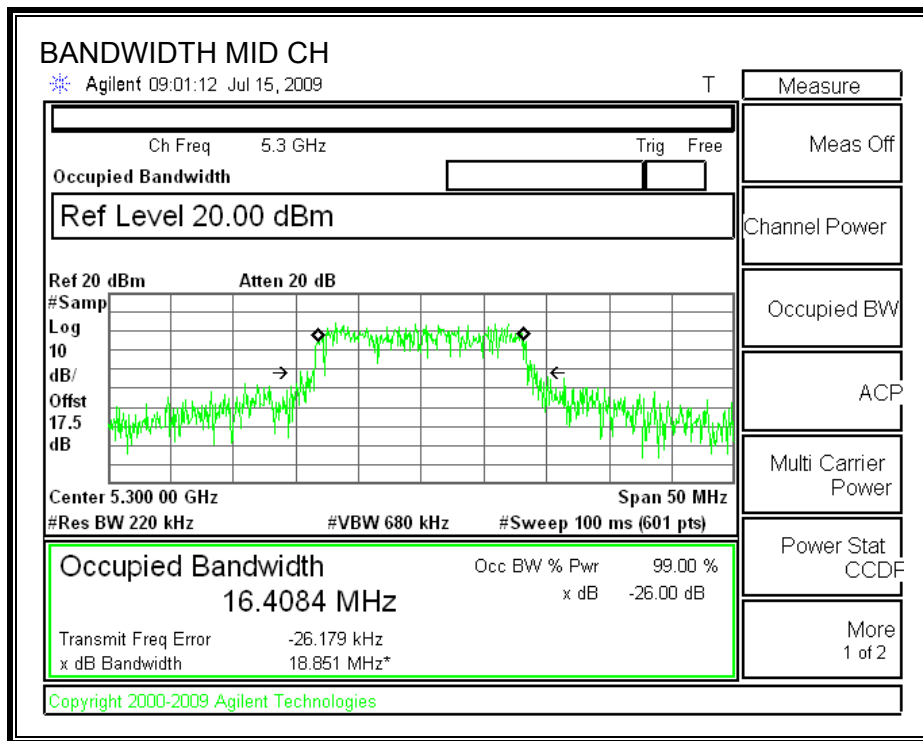 BANDWIDTH MID CH
Agilent 09:01:12 Jul 15, 2009 T
Measure
Ch Freq 5.3 GHz Trig Free
Occupied Bandwidth
Ref Level 20.00 dBm
Ref 20 dBm Atten 20 dB
#Samp
Log
10
dB/
Offst
17.5
dB
Center 5.300 00 GHz Span 50 MHz
#Res BW 220 kHz #VBW 680 kHz #Sweep 100 ms (601 pts)
Occupied Bandwidth
16.4084 MHz
Occ BW % Pwr 99.00 %
x dB -26.00 dB
Transmit Freq Error -26.179 kHz
x dB Bandwidth 18.851 MHz*
Copyright 2000-2009 Agilent Technologies
Meas Off
Channel Power
Occupied BW
ACP
Multi Carrier
Power
Power Stat
CCDF
More
1 of 2